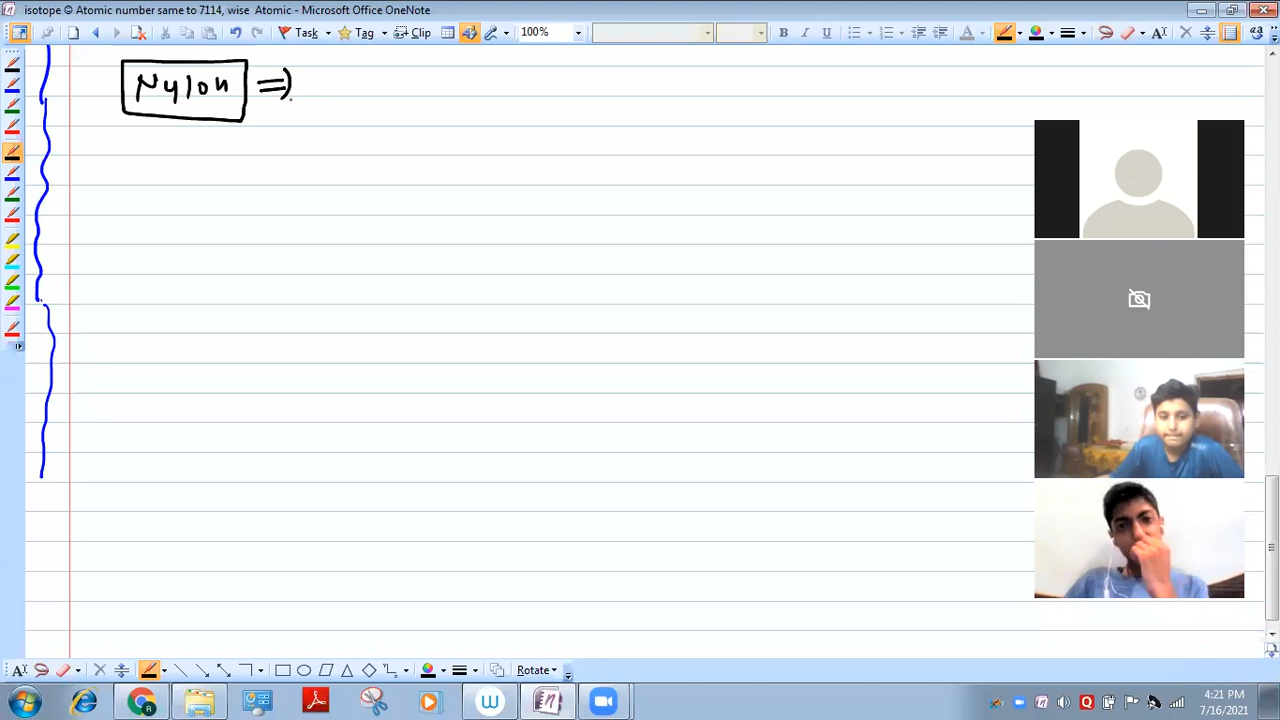 isotope © Atomic number same to 7114, wise Atomic - Microsoft Office OneNote
Task Tag Clip 100% B I U A
Nylon ⇒
Rotate
4:21 PM
7/16/2021